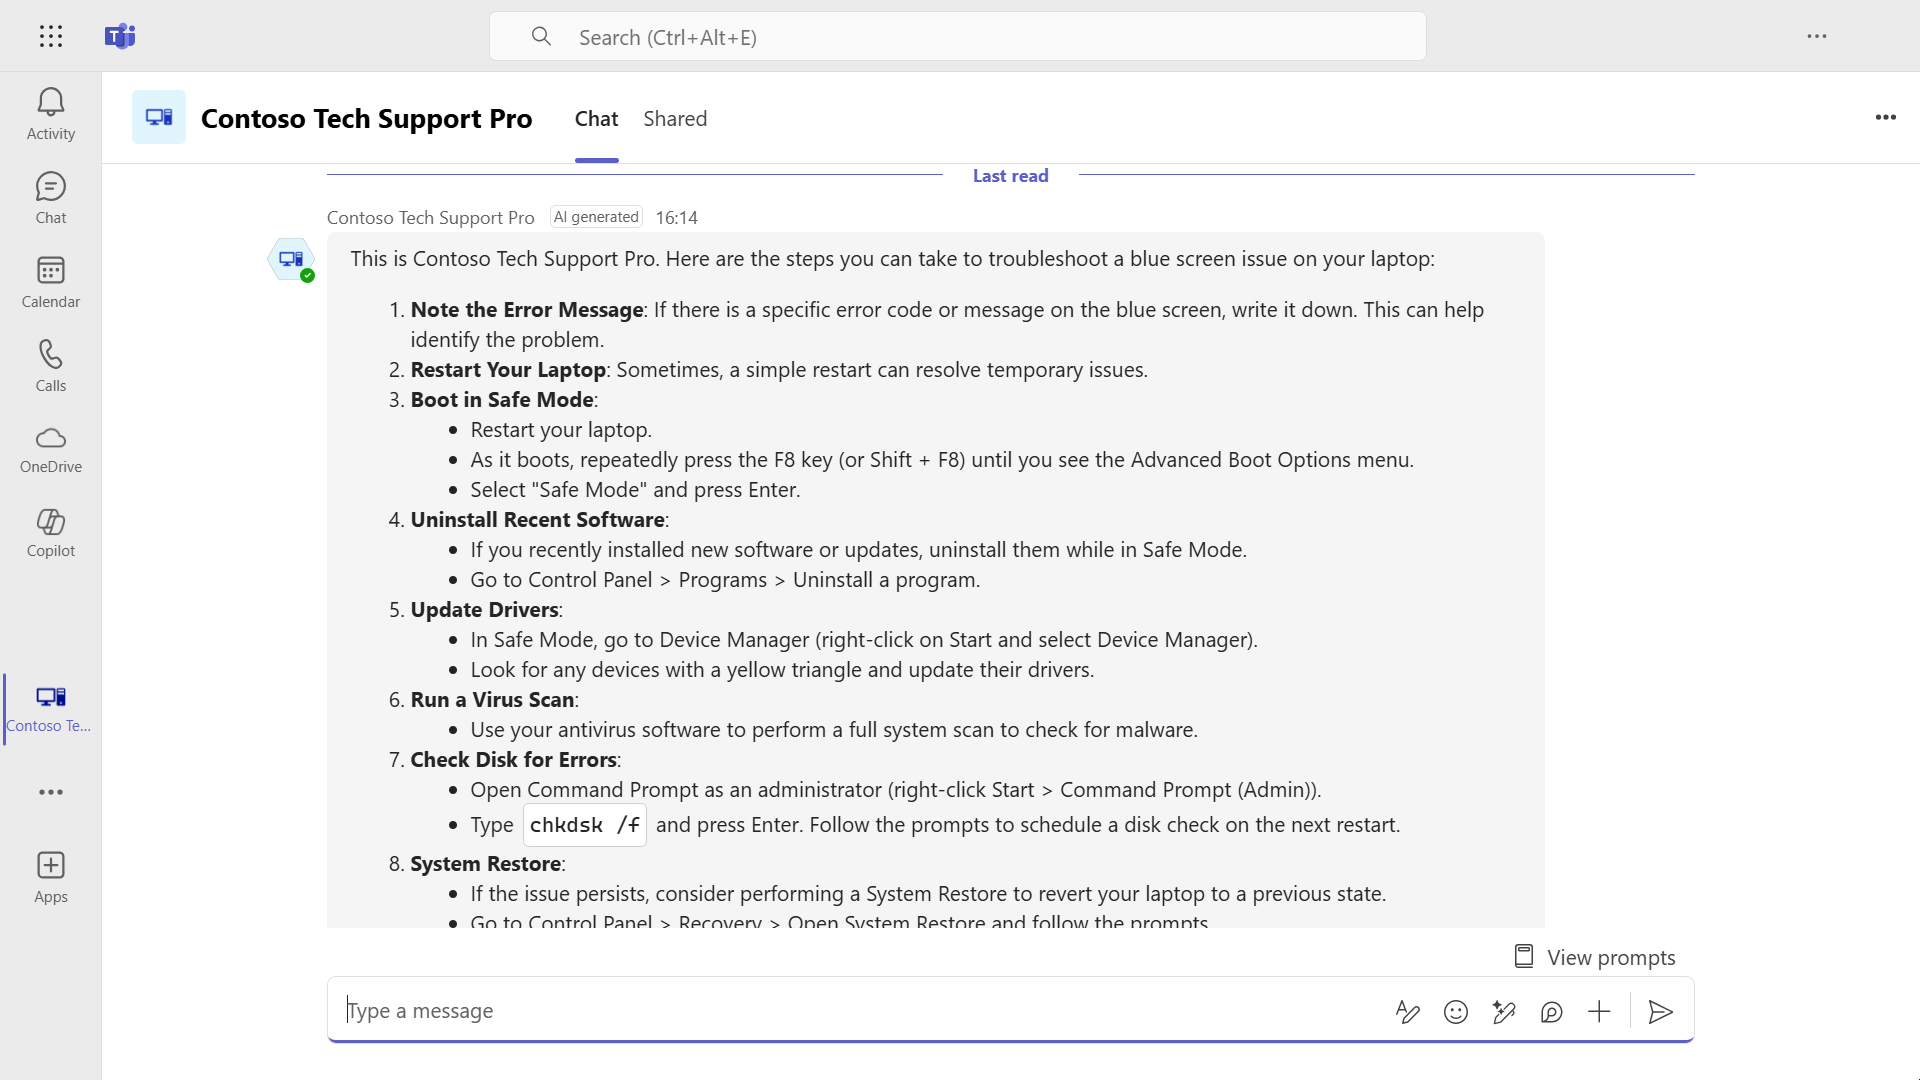 Search (Ctrl+Alt+E)
Activity
Chat
Calendar
Calls
OneDrive
Copilot
Contoso Te...
Apps
Contoso Tech Support Pro Chat Shared
Last read
Contoso Tech Support Pro AI generated 16:14
This is Contoso Tech Support Pro. Here are the steps you can take to troubleshoot a blue screen issue on your laptop:
1. Note the Error Message: If there is a specific error code or message on the blue screen, write it down. This can help
identify the problem.
2. Restart Your Laptop: Sometimes, a simple restart can resolve temporary issues.
3. Boot in Safe Mode:
• Restart your laptop.
• As it boots, repeatedly press the F8 key (or Shift + F8) until you see the Advanced Boot Options menu.
• Select "Safe Mode" and press Enter.
4. Uninstall Recent Software:
• If you recently installed new software or updates, uninstall them while in Safe Mode.
• Go to Control Panel > Programs > Uninstall a program.
5. Update Drivers:
• In Safe Mode, go to Device Manager (right-click on Start and select Device Manager).
• Look for any devices with a yellow triangle and update their drivers.
6. Run a Virus Scan:
• Use your antivirus software to perform a full system scan to check for malware.
7. Check Disk for Errors:
• Open Command Prompt as an administrator (right-click Start > Command Prompt (Admin)).
• Type chkdsk /f and press Enter. Follow the prompts to schedule a disk check on the next restart.
8. System Restore:
• If the issue persists, consider performing a System Restore to revert your laptop to a previous state.
• Go to Control Panel > Recovery > Open System Restore and follow the prompts.
View prompts
Type a message